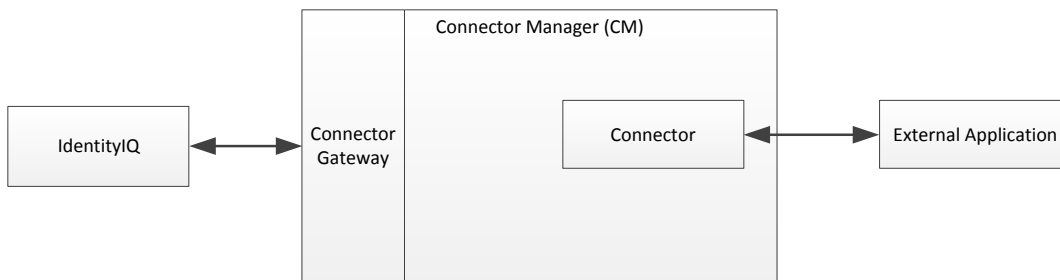 Connector Manager (CM)
IdentityIQ
Connector
Gateway
Connector
External Application